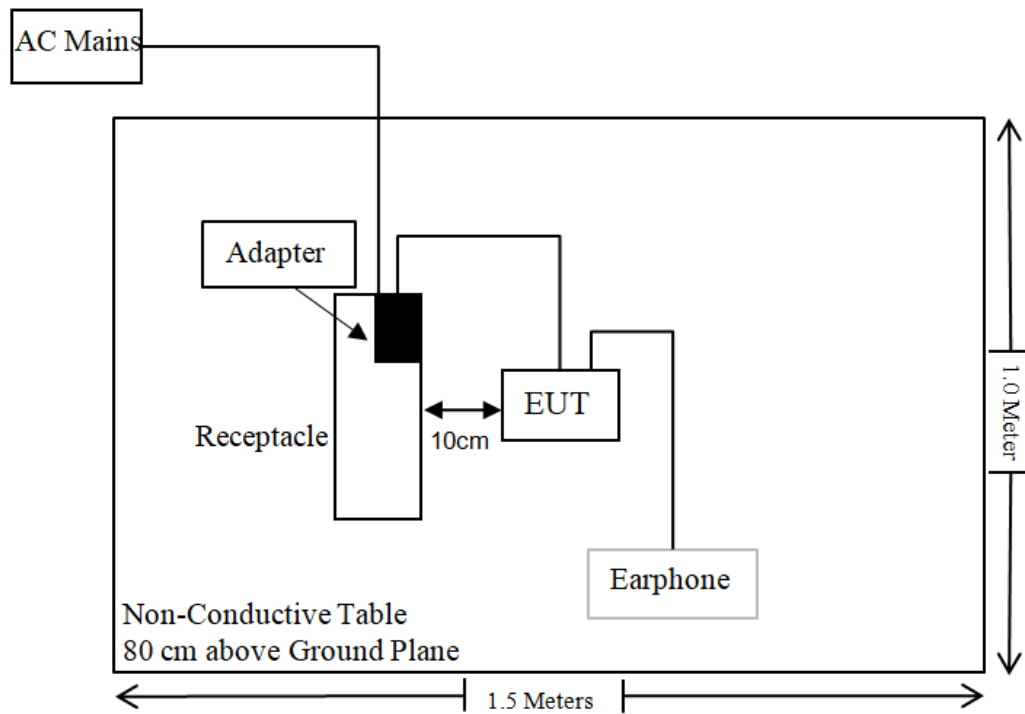 AC Mains
Adapter
EUT
10cm
Receptacle
1.0 Meter
Earphone
Non-Conductive Table
80 cm above Ground Plane
1.5 Meters